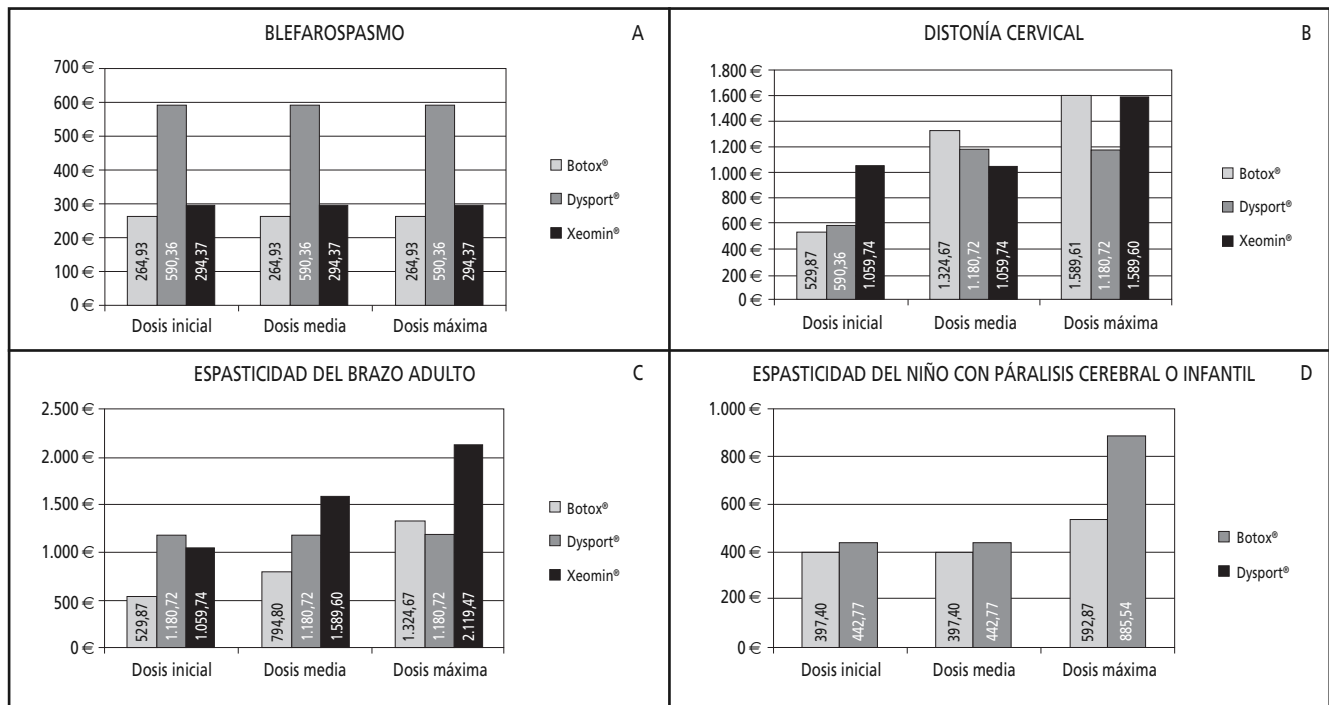 BLEFAROSPASMO A
700 €
600 €
500 €
400 €
300 €
200 €
100 €
0 €
264,93 590,36 294,37 264,93 590,36 294,37 264,93 590,36 294,37
Dosis inicial Dosis media Dosis máxima
Botox®
Dysport®
Xeomin®
DISTONÍA CERVICAL B
1.800 €
1.600 €
1.400 €
1.200 €
1.000 €
800 €
600 €
400 €
200 €
0 €
529,87 590,36 1.059,74 1.324,67 1.180,72 1.059,74 1.589,61 1.180,72 1.589,60
Dosis inicial Dosis media Dosis máxima
Botox®
Dysport®
Xeomin®
ESPASTICIDAD DEL BRAZO ADULTO C
2.500 €
2.000 €
1.500 €
1.000 €
500 €
0 €
529,87 1.180,72 1.059,74 794,80 1.180,72 1.589,60 1.324,67 1.180,72 2.119,47
Dosis inicial Dosis media Dosis máxima
Botox®
Dysport®
Xeomin®
ESPASTICIDAD DEL NIÑO CON PÁRALISIS CEREBRAL O INFANTIL D
1.000 €
800 €
600 €
400 €
200 €
0 €
397,40 442,77 397,40 442,77 592,87 885,54
Dosis inicial Dosis media Dosis máxima
Botox®
Dysport®